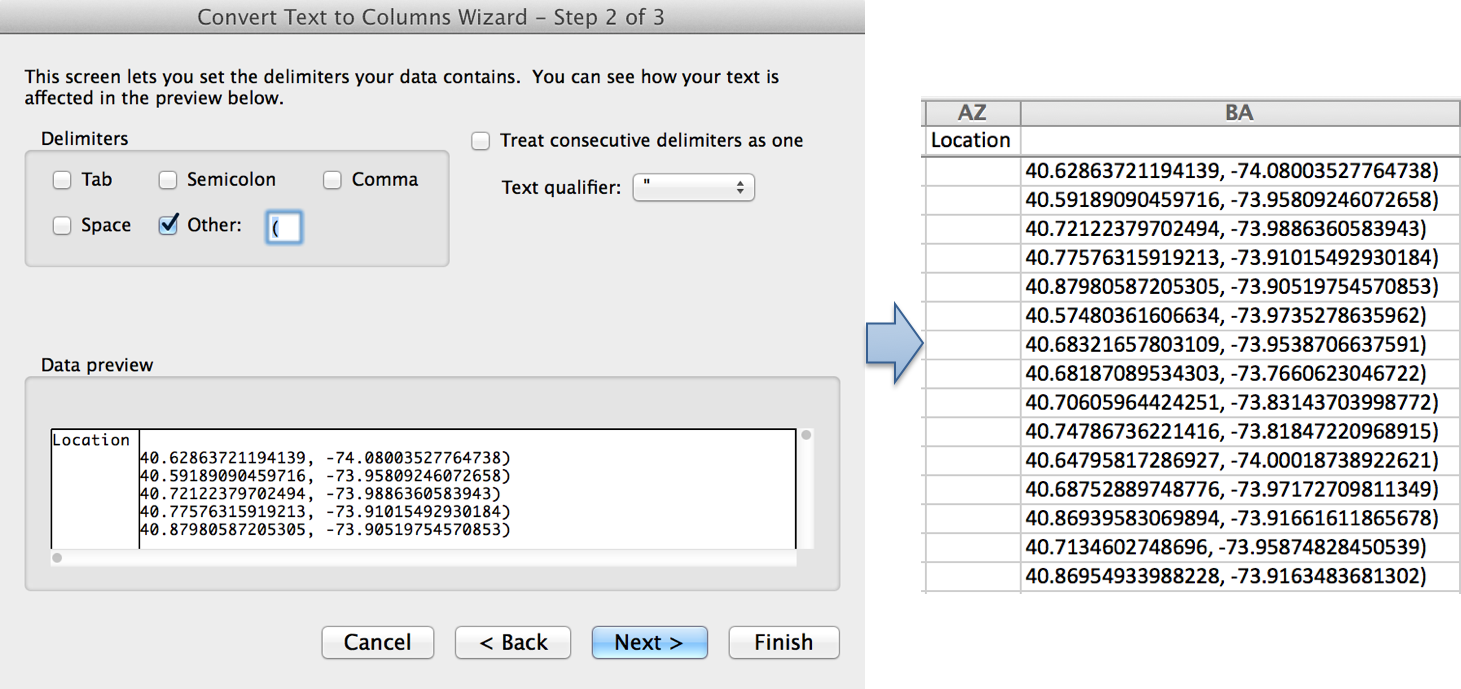 Convert Text to Columns Wizard – Step 2 of 3
This screen lets you set the delimiters your data contains.  You can see how your text is
affected in the preview below.
Delimiters
Tab
Semicolon
Comma
Space
Other: (
Treat consecutive delimiters as one
Text qualifier: "
Data preview
Location
40.62863721194139, -74.08003527764738)
40.59189090459716, -73.95809246072658)
40.72122379702494, -73.9886360583943)
40.77576315919213, -73.91015492930184)
40.87980587205305, -73.90519754570853)
Cancel
< Back
Next >
Finish
AZ BA
Location
40.62863721194139, -74.08003527764738)
40.59189090459716, -73.95809246072658)
40.72122379702494, -73.9886360583943)
40.77576315919213, -73.91015492930184)
40.87980587205305, -73.90519754570853)
40.57480361606634, -73.9735278635962)
40.68321657803109, -73.9538706637591)
40.68187089534303, -73.7660623046722)
40.70605964424251, -73.83143703998772)
40.74786736221416, -73.81847220968915)
40.64795817286927, -74.00018738922621)
40.68752889748776, -73.97172709811349)
40.86939583069894, -73.91661611865678)
40.7134602748696, -73.95874828450539)
40.86954933988228, -73.9163483681302)